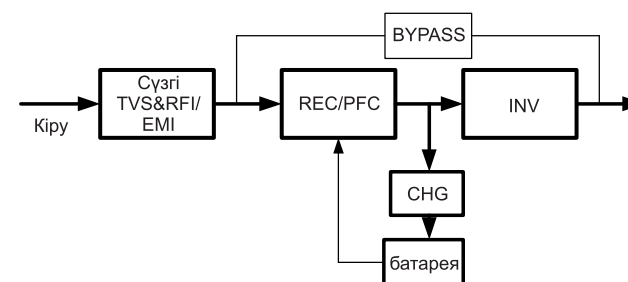 BYPASS
Сүзгі
TVS&RFI/
EMI
REC/PFC
INV
Кіру
CHG
батарея